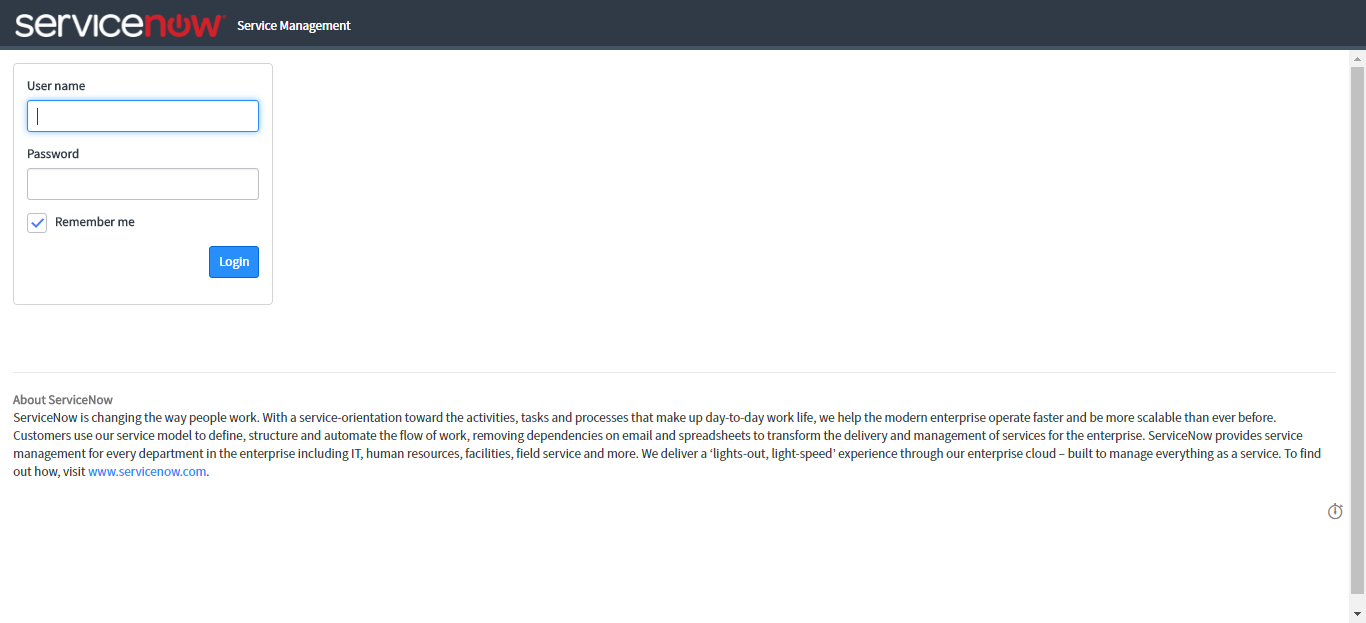 servicenow Service Management
User name
Password
Remember me
Login
About ServiceNow
ServiceNow is changing the way people work. With a service-orientation toward the activities, tasks and processes that make up day-to-day work life, we help the modern enterprise operate faster and be more scalable than ever before.
Customers use our service model to define, structure and automate the flow of work, removing dependencies on email and spreadsheets to transform the delivery and management of services for the enterprise. ServiceNow provides service
management for every department in the enterprise including IT, human resources, facilities, field service and more. We deliver a ‘lights-out, light-speed’ experience through our enterprise cloud – built to manage everything as a service. To find
out how, visit www.servicenow.com.